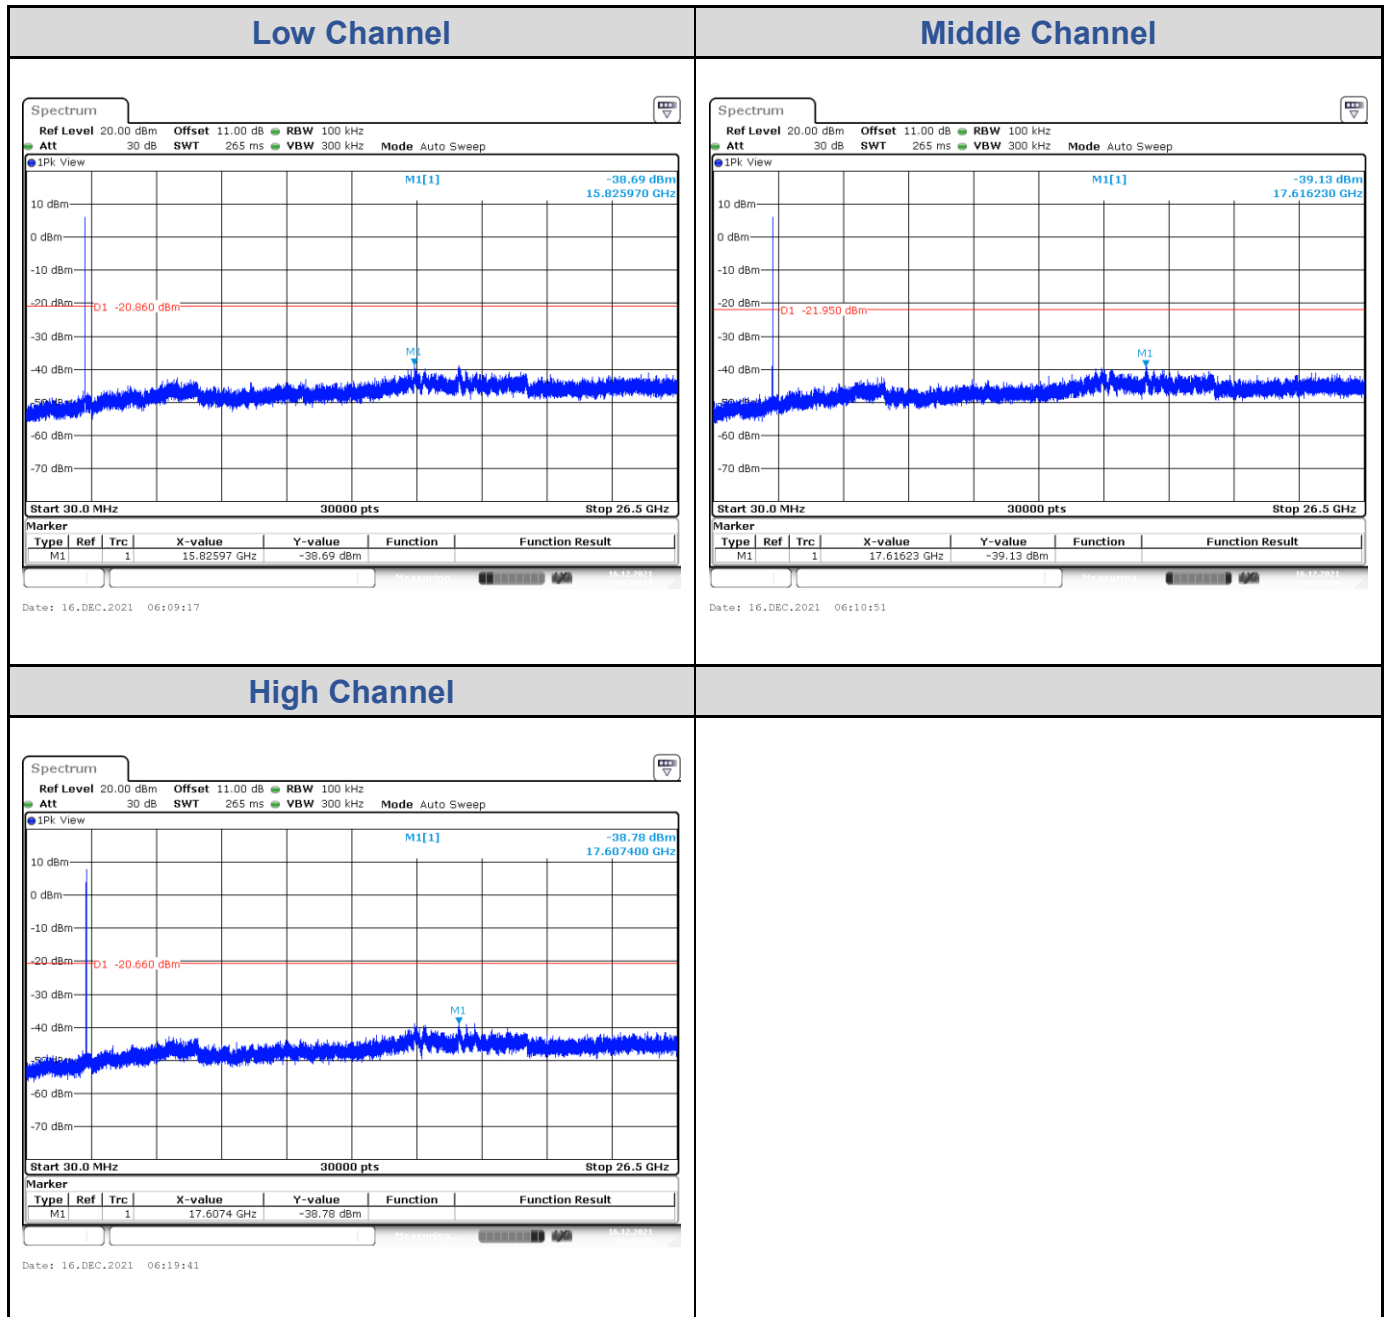 Low Channel
Spectrum
Ref Level 20.00 dBm Offset 11.00 dB RBW 100 kHz
Att 30 dB SWT 265 ms VBW 300 kHz Mode Auto Sweep
1Pk View
M1[1] -38.69 dBm
15.825970 GHz
10 dBm
0 dBm
-10 dBm
-20 dBm
D1 -20.860 dBm
-30 dBm
M1
-40 dBm
-60 dBm
-70 dBm
Start 30.0 MHz 30000 pts Stop 26.5 GHz
Marker
Type Ref Trc X-value Y-value Function Function Result
M1 1 15.82597 GHz -38.69 dBm
Measuring... 16.12.2021
Date: 16.DEC.2021 06:09:17
Middle Channel
Spectrum
Ref Level 20.00 dBm Offset 11.00 dB RBW 100 kHz
Att 30 dB SWT 265 ms VBW 300 kHz Mode Auto Sweep
1Pk View
M1[1] -39.13 dBm
17.616230 GHz
10 dBm
0 dBm
-10 dBm
-20 dBm
D1 -21.950 dBm
-30 dBm
M1
-40 dBm
-60 dBm
-70 dBm
Start 30.0 MHz 30000 pts Stop 26.5 GHz
Marker
Type Ref Trc X-value Y-value Function Function Result
M1 1 17.61623 GHz -39.13 dBm
Measuring... 16.12.2021
Date: 16.DEC.2021 06:10:51
High Channel
Spectrum
Ref Level 20.00 dBm Offset 11.00 dB RBW 100 kHz
Att 30 dB SWT 265 ms VBW 300 kHz Mode Auto Sweep
1Pk View
M1[1] -38.78 dBm
17.607400 GHz
10 dBm
0 dBm
-10 dBm
-20 dBm
D1 -20.660 dBm
-30 dBm
M1
-40 dBm
-60 dBm
-70 dBm
Start 30.0 MHz 30000 pts Stop 26.5 GHz
Marker
Type Ref Trc X-value Y-value Function Function Result
M1 1 17.6074 GHz -38.78 dBm
Measuring... 16.12.2021
Date: 16.DEC.2021 06:19:41